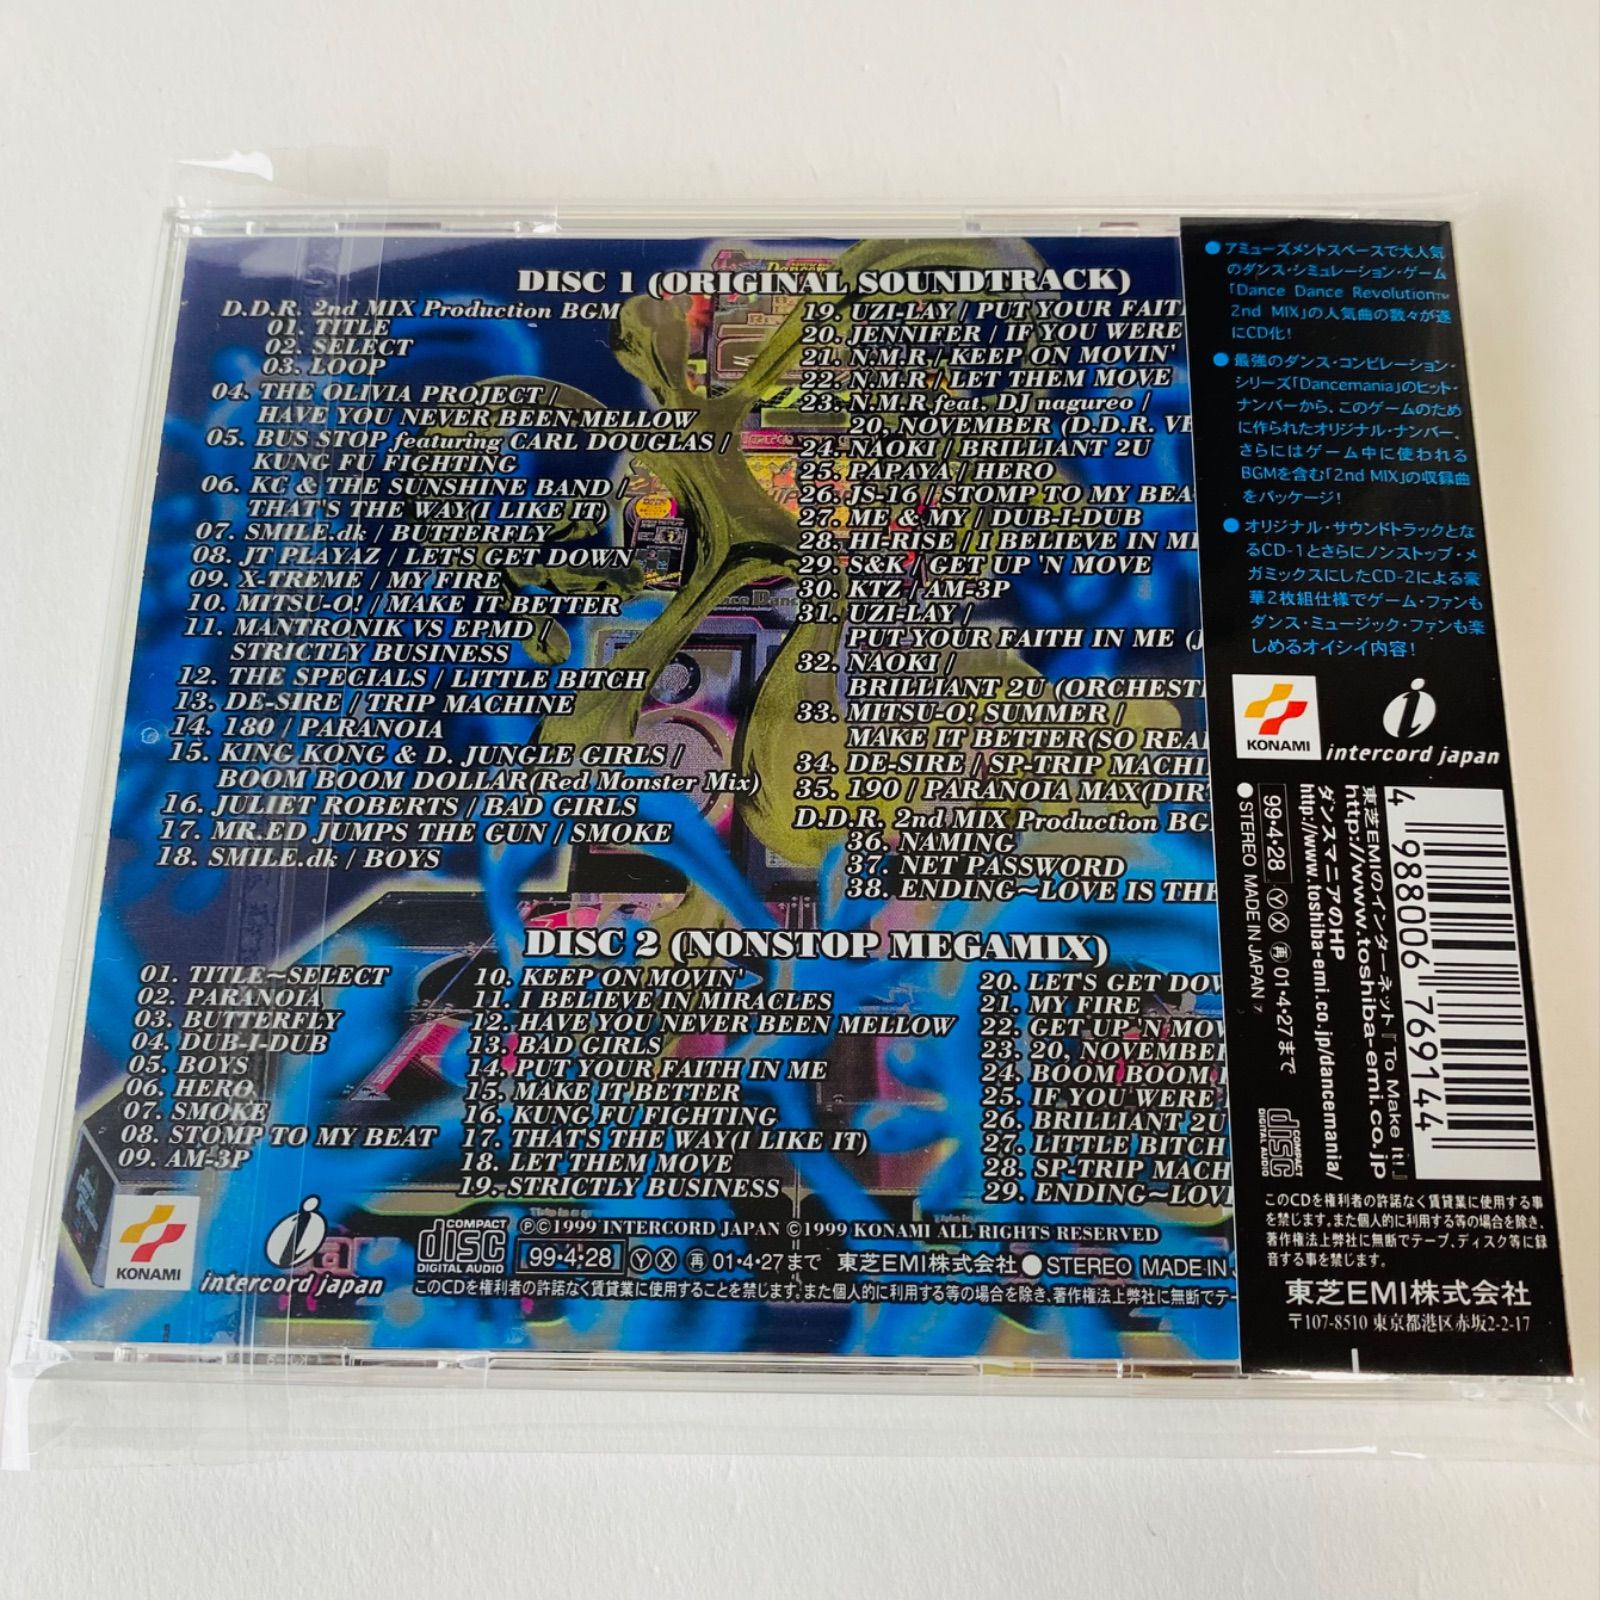 DISC 1 (ORIGINAL SOUNDTRACK)
D.D.R. 2nd MIX Production BGM
01. TITLE
02. SELECT
03. LOOP
04. THE OLIVIA PROJECT /
HAVE YOU NEVER BEEN MELLOW
05. BUS STOP featuring CARL DOUGLAS /
KUNG FU FIGHTING
06. KC & THE SUNSHINE BAND /
THAT'S THE WAY(I LIKE IT)
07. SMILE.dk / BUTTERFLY
08. JT PLAYAZ / LET'S GET DOWN
09. X-TREME / MY FIRE
10. MITSU-O! / MAKE IT BETTER
11. MANTRONIK VS EPMD /
STRICTLY BUSINESS
12. THE SPECIALS / LITTLE BITCH
13. DE-SIRE / TRIP MACHINE
14. 180 / PARANOIA
15. KING KONG & D. JUNGLE GIRLS /
BOOM BOOM DOLLAR(Red Monster Mix)
16. JULIET ROBERTS / BAD GIRLS
17. MR.ED JUMPS THE GUN / SMOKE
18. SMILE.dk / BOYS
19. UZI-LAY / PUT YOUR FAIT
20. JENNIFER / IF YOU WERE
21. N.M.R / KEEP ON MOVIN'
22. N.M.R / LET THEM MOVE
23. N.M.R feat. DJ nagureo /
20, NOVEMBER (D.D.R. VE
24. NAOKI / BRILLIANT 2U
25. PAPAYA / HERO
26. JS-16 / STOMP TO MY BEA
27. ME & MY / DUB-I-DUB
28. HI-RISE / I BELIEVE IN MI
29. S&K / GET UP 'N MOVE
30. KTZ / AM-3P
31. UZI-LAY /
PUT YOUR FAITH IN ME (J
32. NAOKI /
BRILLIANT 2U (ORCHEST
33. MITSU-O! SUMMER /
MAKE IT BETTER(SO REA
34. DE-SIRE / SP-TRIP MACHI
35. 190 / PARANOIA MAX(DIR
D.D.R. 2nd MIX Production BG
36. NAMING
37. NET PASSWORD
38. ENDING~LOVE IS THE
DISC 2 (NONSTOP MEGAMIX)
01. TITLE~SELECT
02. PARANOIA
03. BUTTERFLY
04. DUB-I-DUB
05. BOYS
06. HERO
07. SMOKE
08. STOMP TO MY BEAT
09. AM-3P
10. KEEP ON MOVIN'
11. I BELIEVE IN MIRACLES
12. HAVE YOU NEVER BEEN MELLOW
13. BAD GIRLS
14. PUT YOUR FAITH IN ME
15. MAKE IT BETTER
16. KUNG FU FIGHTING
17. THAT'S THE WAY(I LIKE IT)
18. LET THEM MOVE
19. STRICTLY BUSINESS
20. LET'S GET DOW
21. MY FIRE
22. GET UP 'N MOV
23. 20, NOVEMBER
24. BOOM BOOM
25. IF YOU WERE
26. BRILLIANT 2U
27. LITTLE BITCH
28. SP-TRIP MACH
29. ENDING~LOVE
KONAMI
intercord japan
COMPACT disc DIGITAL AUDIO
Ⓟ©1999 INTERCORD JAPAN ©1999 KONAMI ALL RIGHTS RESERVED
99・4・28 ⓎⓍ 再 01・4・27まで 東芝EMI株式会社●STEREO MADE IN J
このCDを権利者の許諾なく賃貸業に使用することを禁じます。また個人的に利用する等の場合を除き、著作権法上弊社に無断でテー
●アミューズメントスペースで大人気
のダンス・シミュレーション・ゲーム
「Dance Dance Revolution™
2nd MIX」の人気曲の数々が遂
にCD化!
●最強のダンス・コンピレーション・
シリーズ「Dancemania」のヒット・
ナンバーから、このゲームのため
に作られたオリジナル・ナンバー、
さらにはゲーム中に使われる
BGMを含む「2nd MIX」の収録曲
をパッケージ!
●オリジナル・サウンドトラックとな
るCD-1とさらにノンストップ・メ
ガミックスにしたCD-2による豪
華2枚組仕様でゲーム・ファンも
ダンス・ミュージック・ファンも楽
しめるオイシイ内容!
KONAMI
intercord japan
4 988006 769144
東芝EMIのインターネット『To Make It!』
http://www.toshiba-emi.co.jp
ダンスマニアのHP
http://www.toshiba-emi.co.jp/dancemania/
99・4・28 ⓎⓍ 再 01・4・27まで
●STEREO MADE IN JAPAN 7
COMPACT disc DIGITAL AUDIO
このCDを権利者の許諾なく賃貸業に使用する事
を禁じます。また個人的に利用する等の場合を除き、
著作権法上弊社に無断でテープ、ディスク等に録
音する事を禁じます。
東芝EMI株式会社
〒107-8510 東京都港区赤坂2-2-17